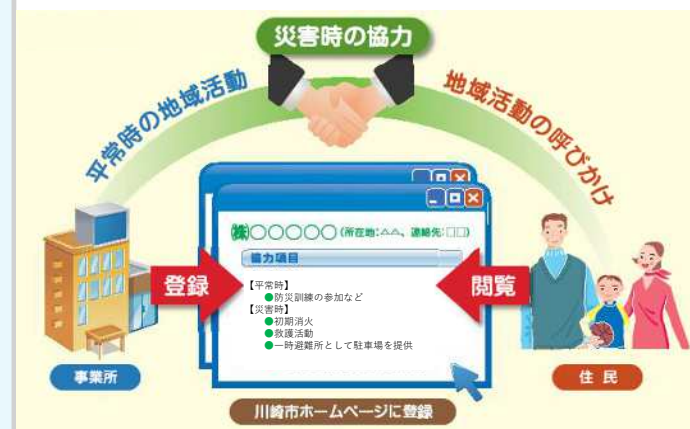 災害時の協力
平常時の地域活動
地域活動の呼びかけ
㈱〇〇〇〇〇(所在地:△△、連絡先:□□)
協力項目
【平常時】
●防災訓練の参加など
【災害時】
●初期消火
●救護活動
●一時避難所として駐車場を提供
登録
閲覧
事業所
住民
川崎市ホームページに登録